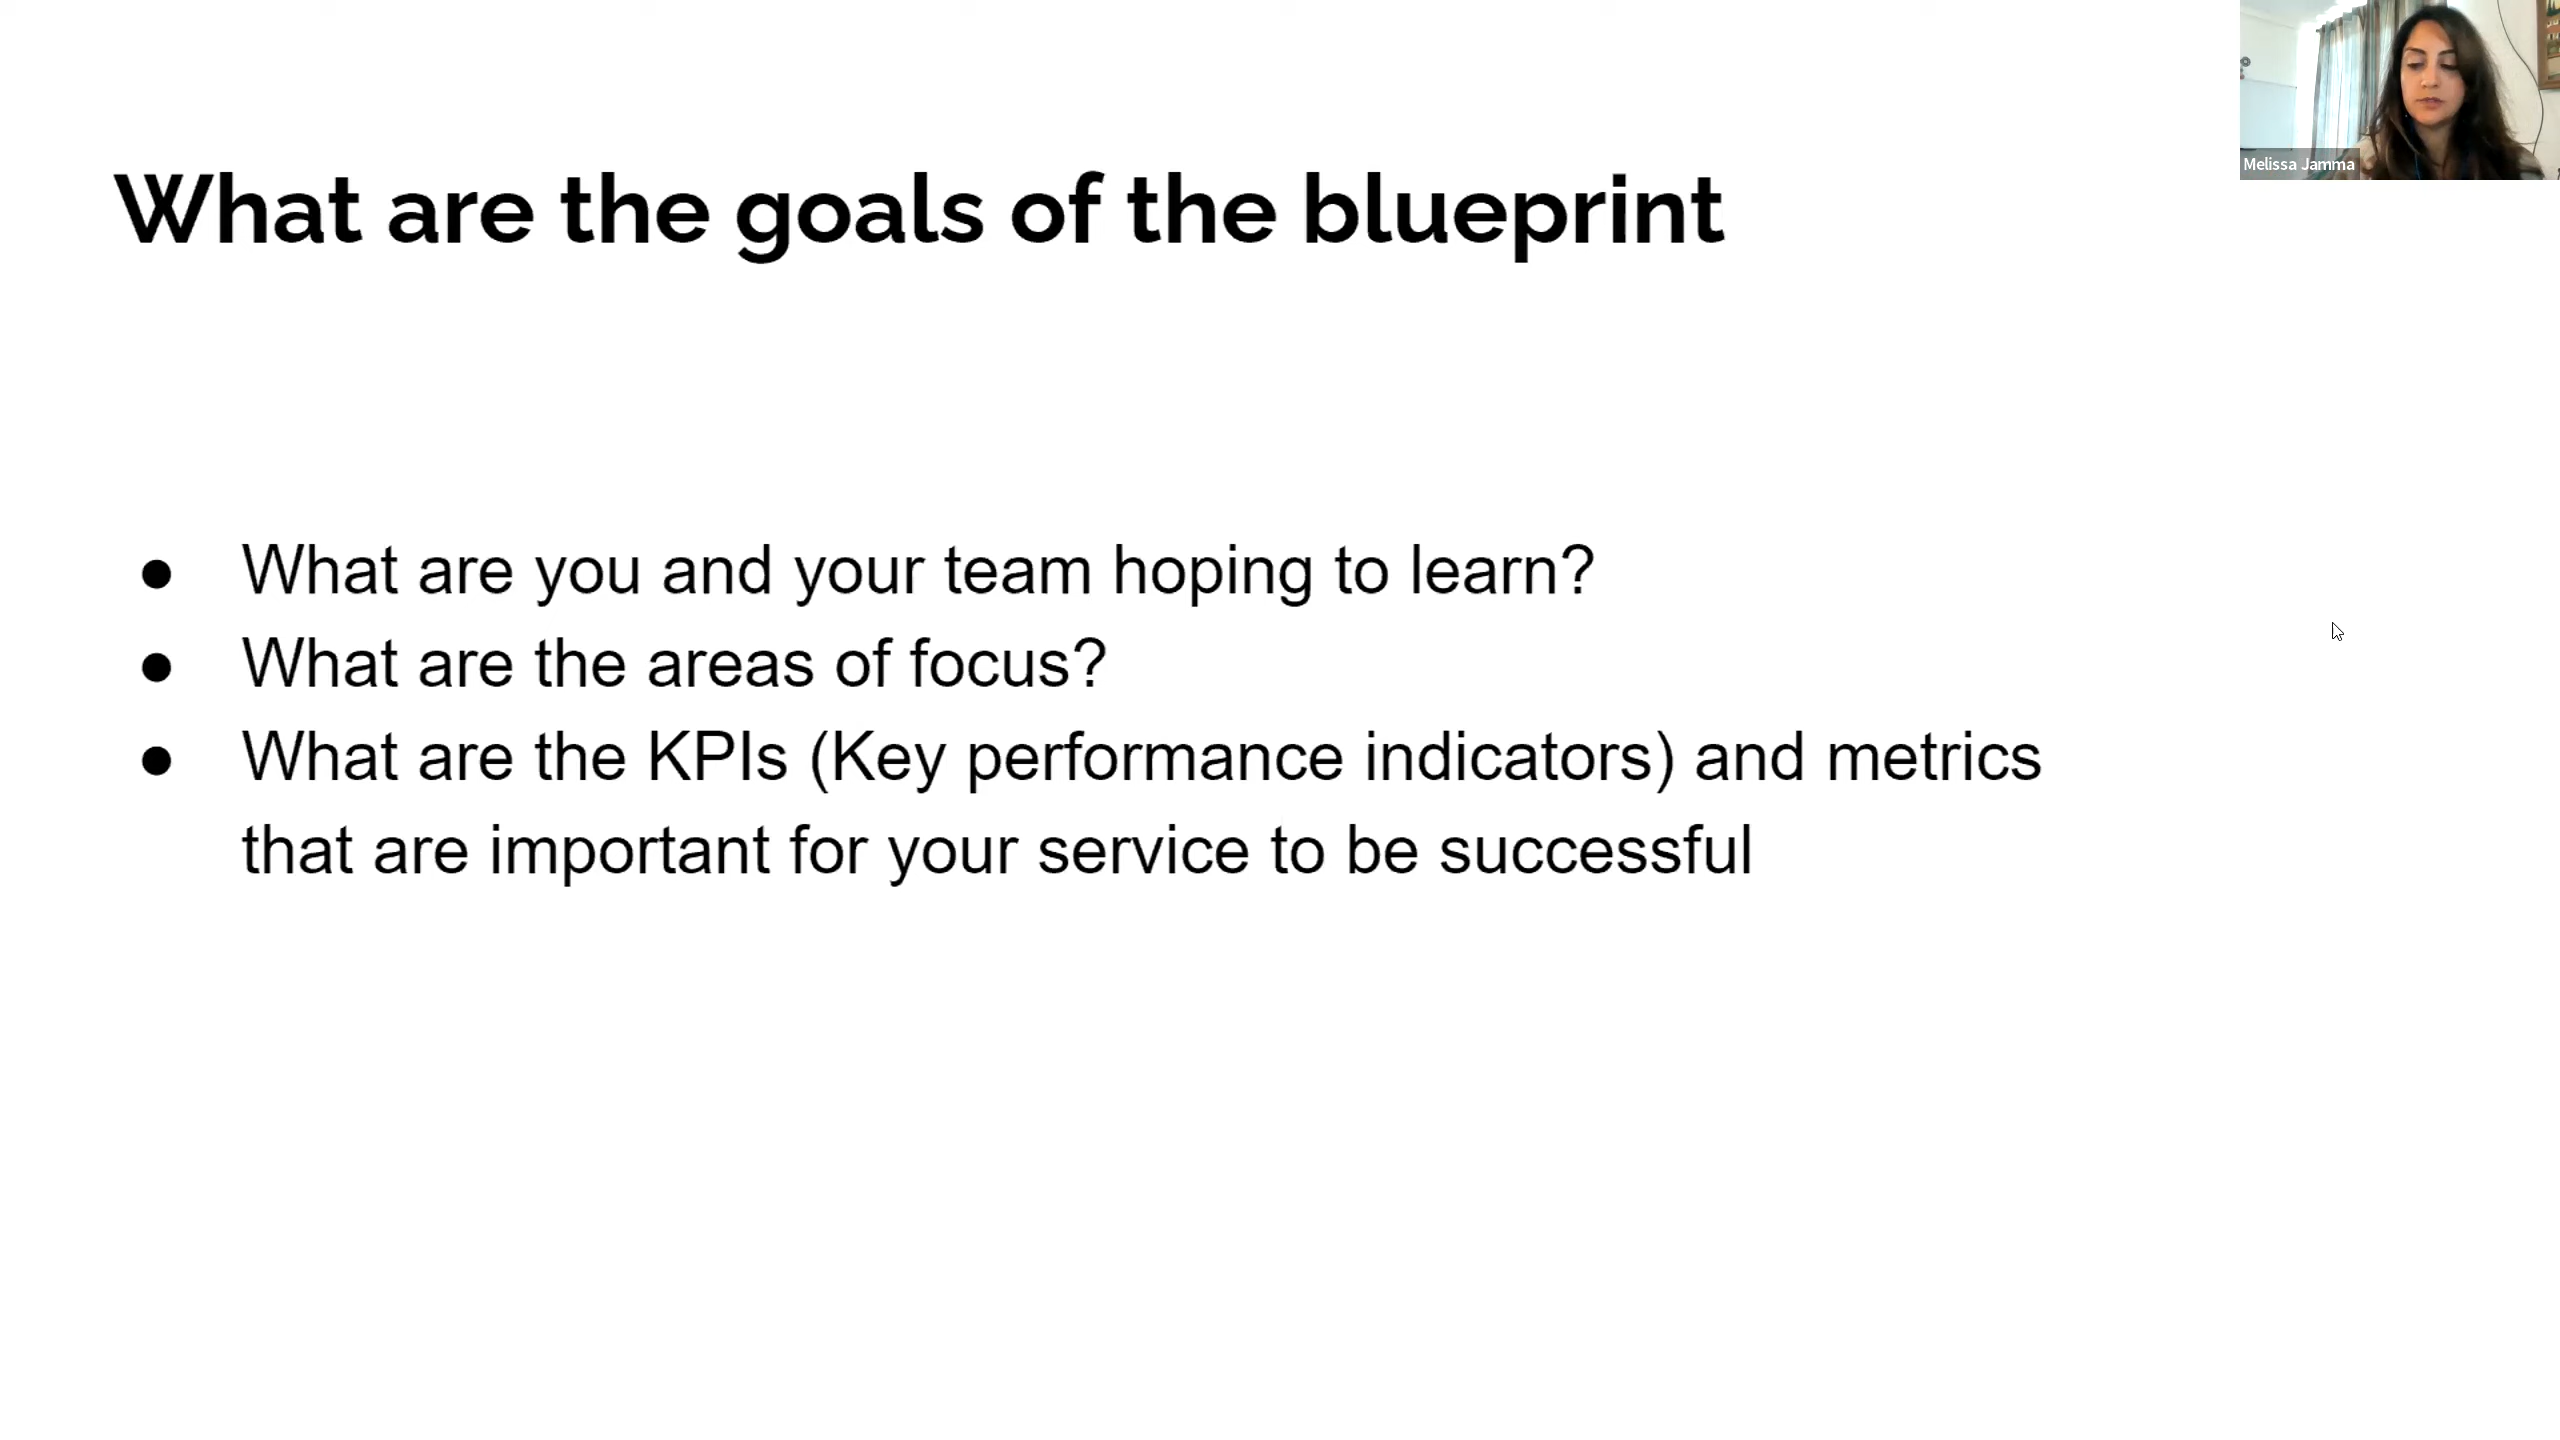 What are the goals of the blueprint
Melissa Jamma
● What are you and your team hoping to learn?
● What are the areas of focus?
● What are the KPIs (Key performance indicators) and metrics
that are important for your service to be successful